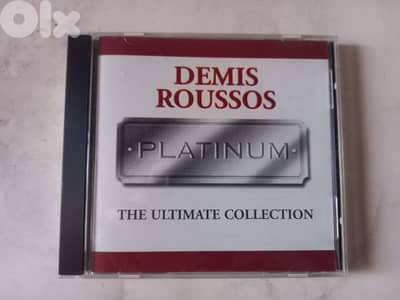 OLX
DEMIS
ROUSSOS
·PLATINUM·
THE ULTIMATE COLLECTION